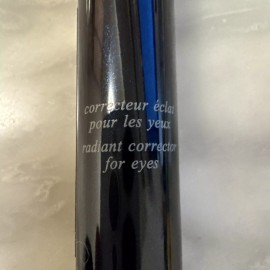 correcteur éclat
pour les yeux
radiant corrector
for eyes